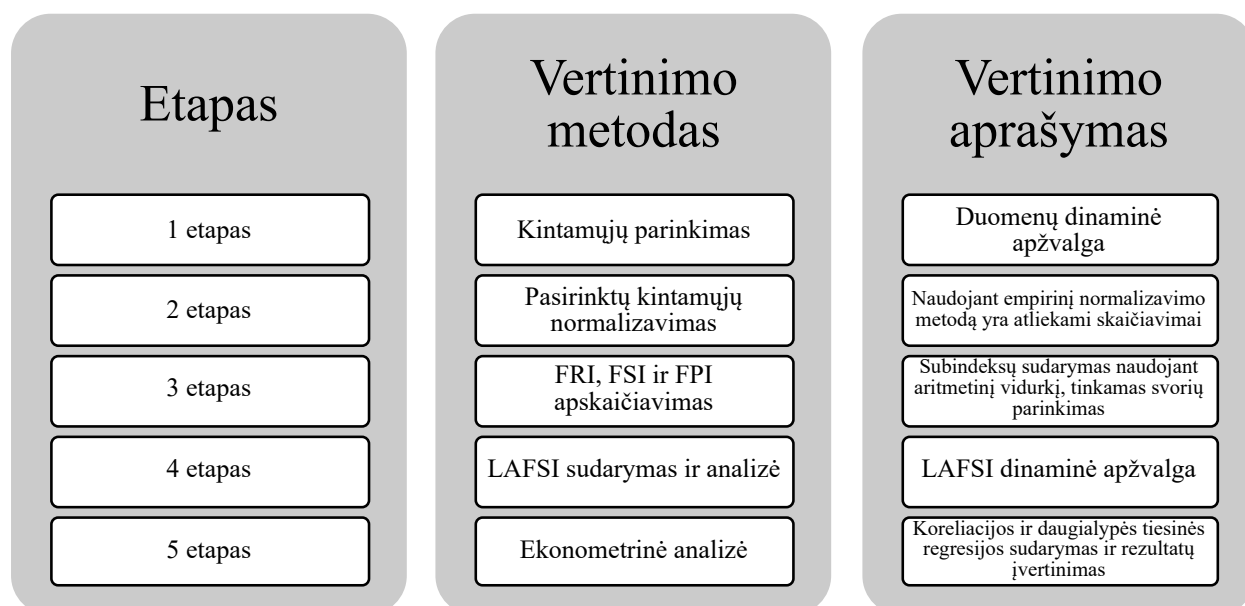 Etapas
1 etapas
2 etapas
3 etapas
4 etapas
5 etapas
Vertinimo
metodas
Kintamųjų parinkimas
Pasirinktų kintamųjų
normalizavimas
FRI, FSI ir FPI
apskaičiavimas
LAFSI sudarymas ir analizė
Ekonometrinė analizė
Vertinimo
aprašymas
Duomenų dinaminė
apžvalga
Naudojant empirinį normalizavimo
metodą yra atliekami skaičiavimai
Subindeksų sudarymas naudojant
aritmetinį vidurkį, tinkamas svorių
parinkimas
LAFSI dinaminė apžvalga
Koreliacijos ir daugialypės tiesinės
regresijos sudarymas ir rezultatų
įvertinimas